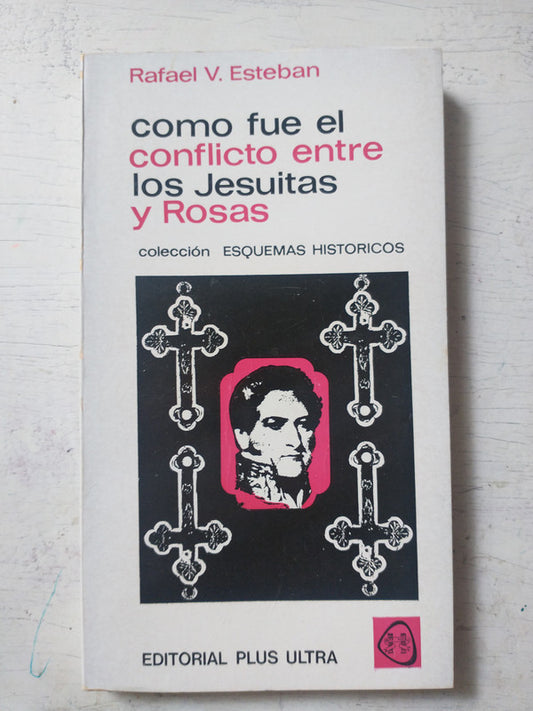 Rafael V. Esteban
como fue el
conflicto entre
los Jesuitas
y Rosas
colección ESQUEMAS HISTORICOS
EDITORIAL PLUS ULTRA